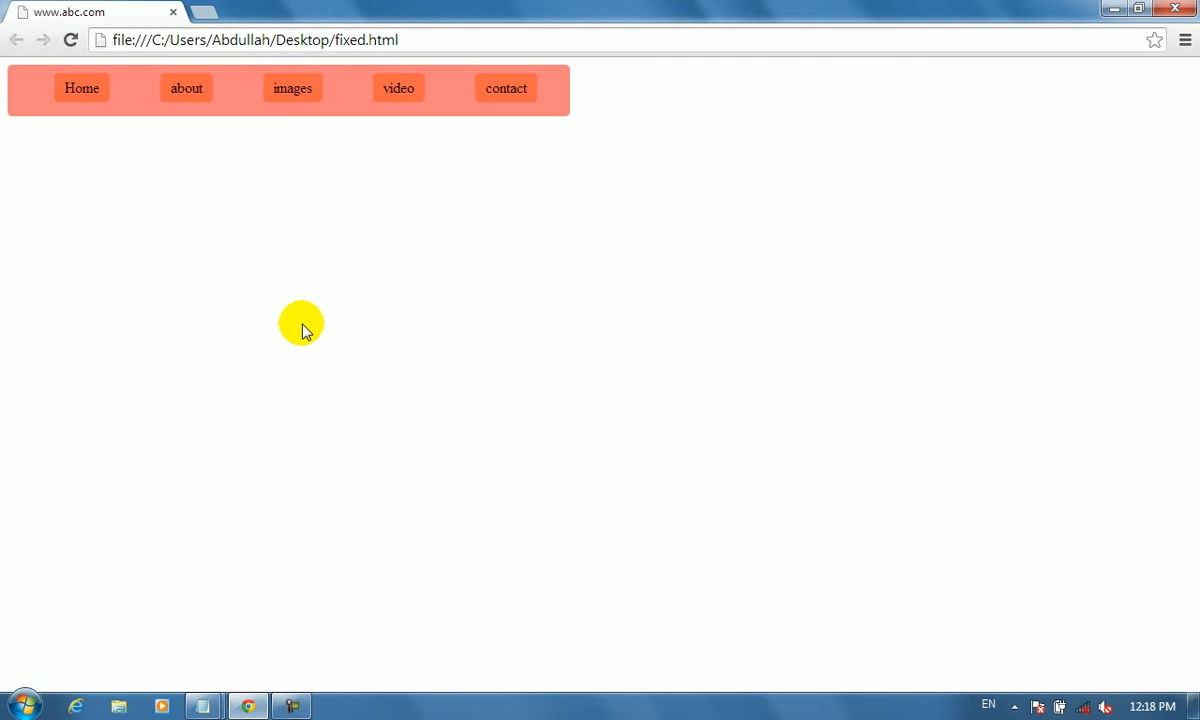 www.abc.com
file:///C:/Users/Abdullah/Desktop/fixed.html
Home about images video contact
EN 12:18 PM